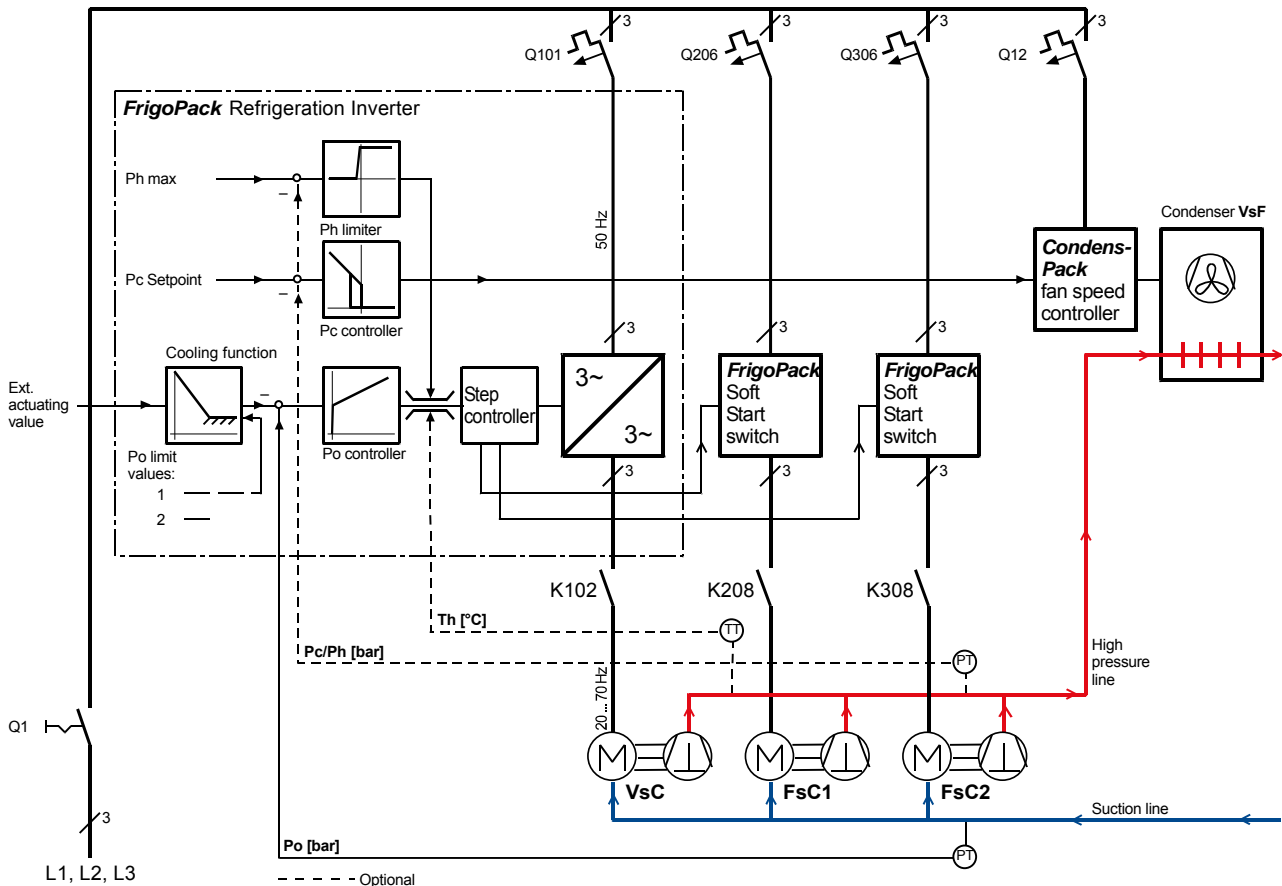 3
3
3
3
Q101
Q206
Q306
Q12
FrigoPack Refrigeration Inverter
Ph max
–
Ph limiter
50 Hz
Condenser VsF
Condens-
Pack
fan speed
controller
Pc Setpoint
–
Pc controller
3
3
3
Cooling function
Ext.
actuating
value
–
Po controller
Step
controller
3~
3~
FrigoPack
Soft
Start
switch
FrigoPack
Soft
Start
switch
Po limit
values:
1
2
3
3
3
K102
K208
K308
Th [°C]
TT
Pc/Ph [bar]
PT
High
pressure
line
20 ... 70 Hz
Q1
M
M
M
VsC
FsC1
FsC2
Suction line
3
Po [bar]
PT
L1, L2, L3
Optional